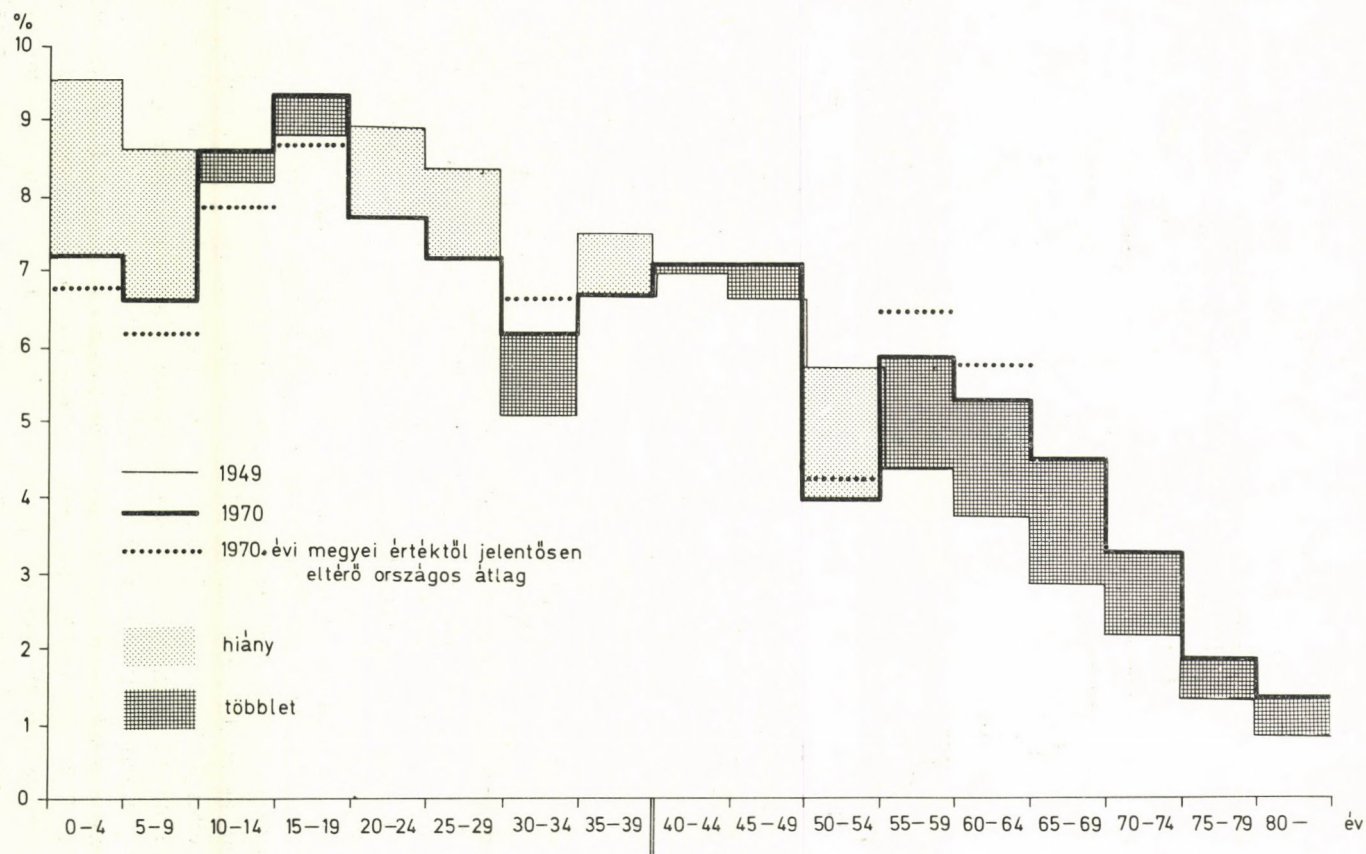 %
10
9
8
7
6
5
4
3
2
1
0
1949
1970
1970. évi megyei értéktől jelentősen
eltérő országos átlag
hiány
többlet
0-4 5-9 10-14 15-19 20-24 25-29 30-34 35-39 40-44 45-49 50-54 55-59 60-64 65-69 70-74 75-79 80- év